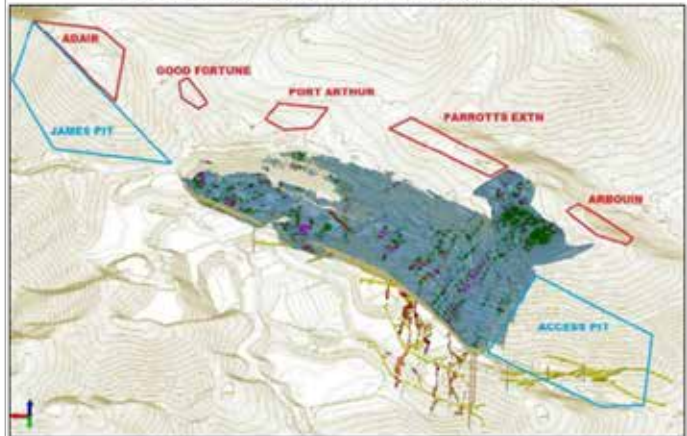 ADAIR
GOOD FORTUNE
PORT ARTHUR
JAMES PIT
PARROTTS EXTN
ARBOUIN
ACCESS PIT